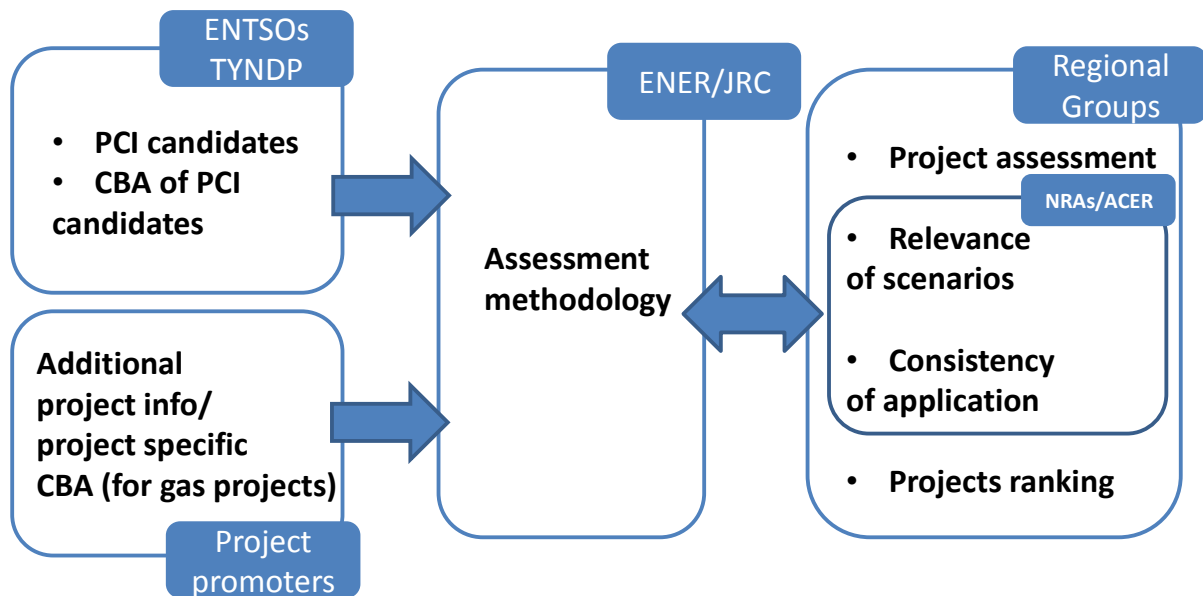 ENTSOs
TYNDP
• PCI candidates
• CBA of PCI
candidates
Additional
project info/
project specific
CBA (for gas projects)
Project
promoters
ENER/JRC
Assessment
methodology
Regional
Groups
• Project assessment
NRAs/ACER
• Relevance
of scenarios
• Consistency
of application
• Projects ranking